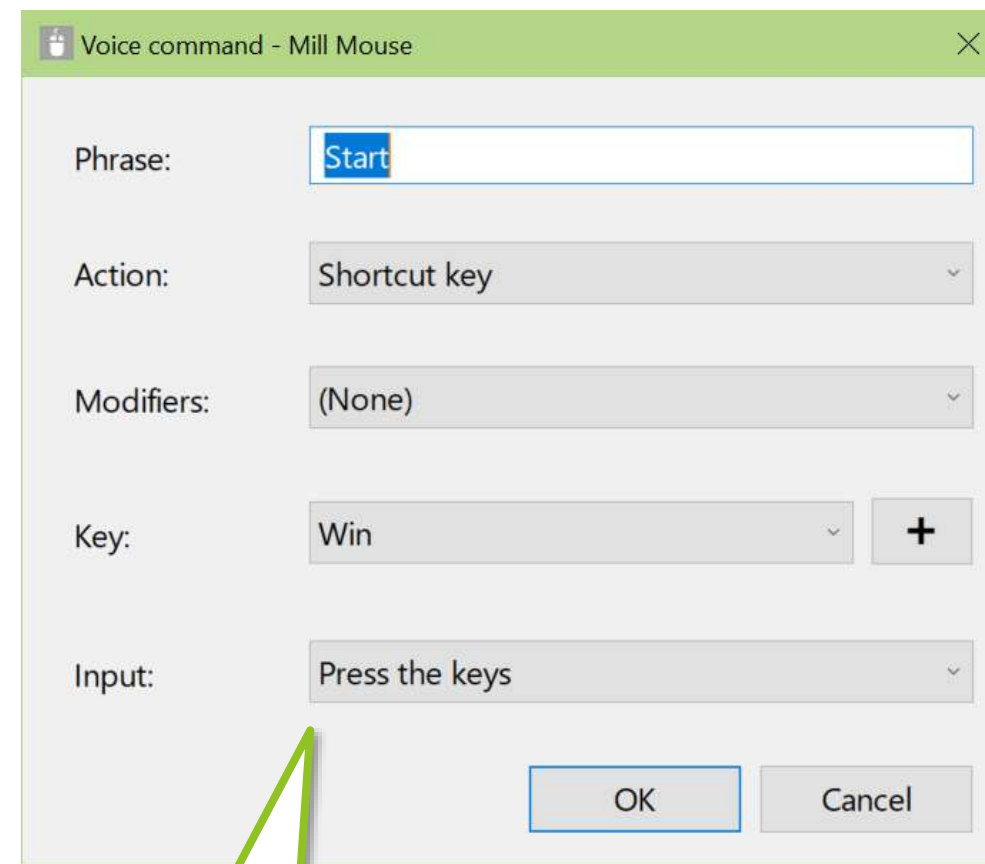 Voice command - Mill Mouse
Phrase: Start
Action: Shortcut key
Modifiers: (None)
Key: Win +
Input: Press the keys
OK Cancel